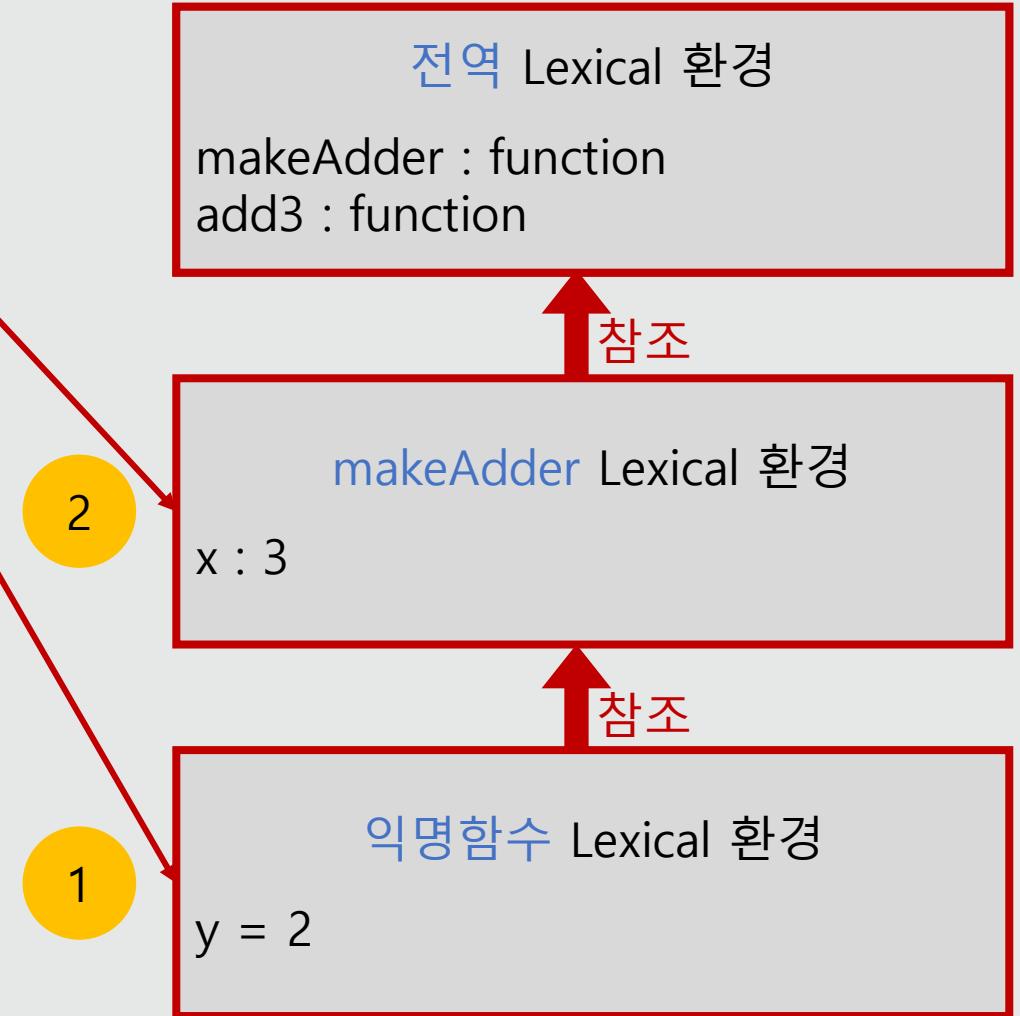 전역 Lexical 환경
makeAdder : function
add3 : function
참조
makeAdder Lexical 환경
2
x : 3
참조
익명함수 Lexical 환경
1
y = 2